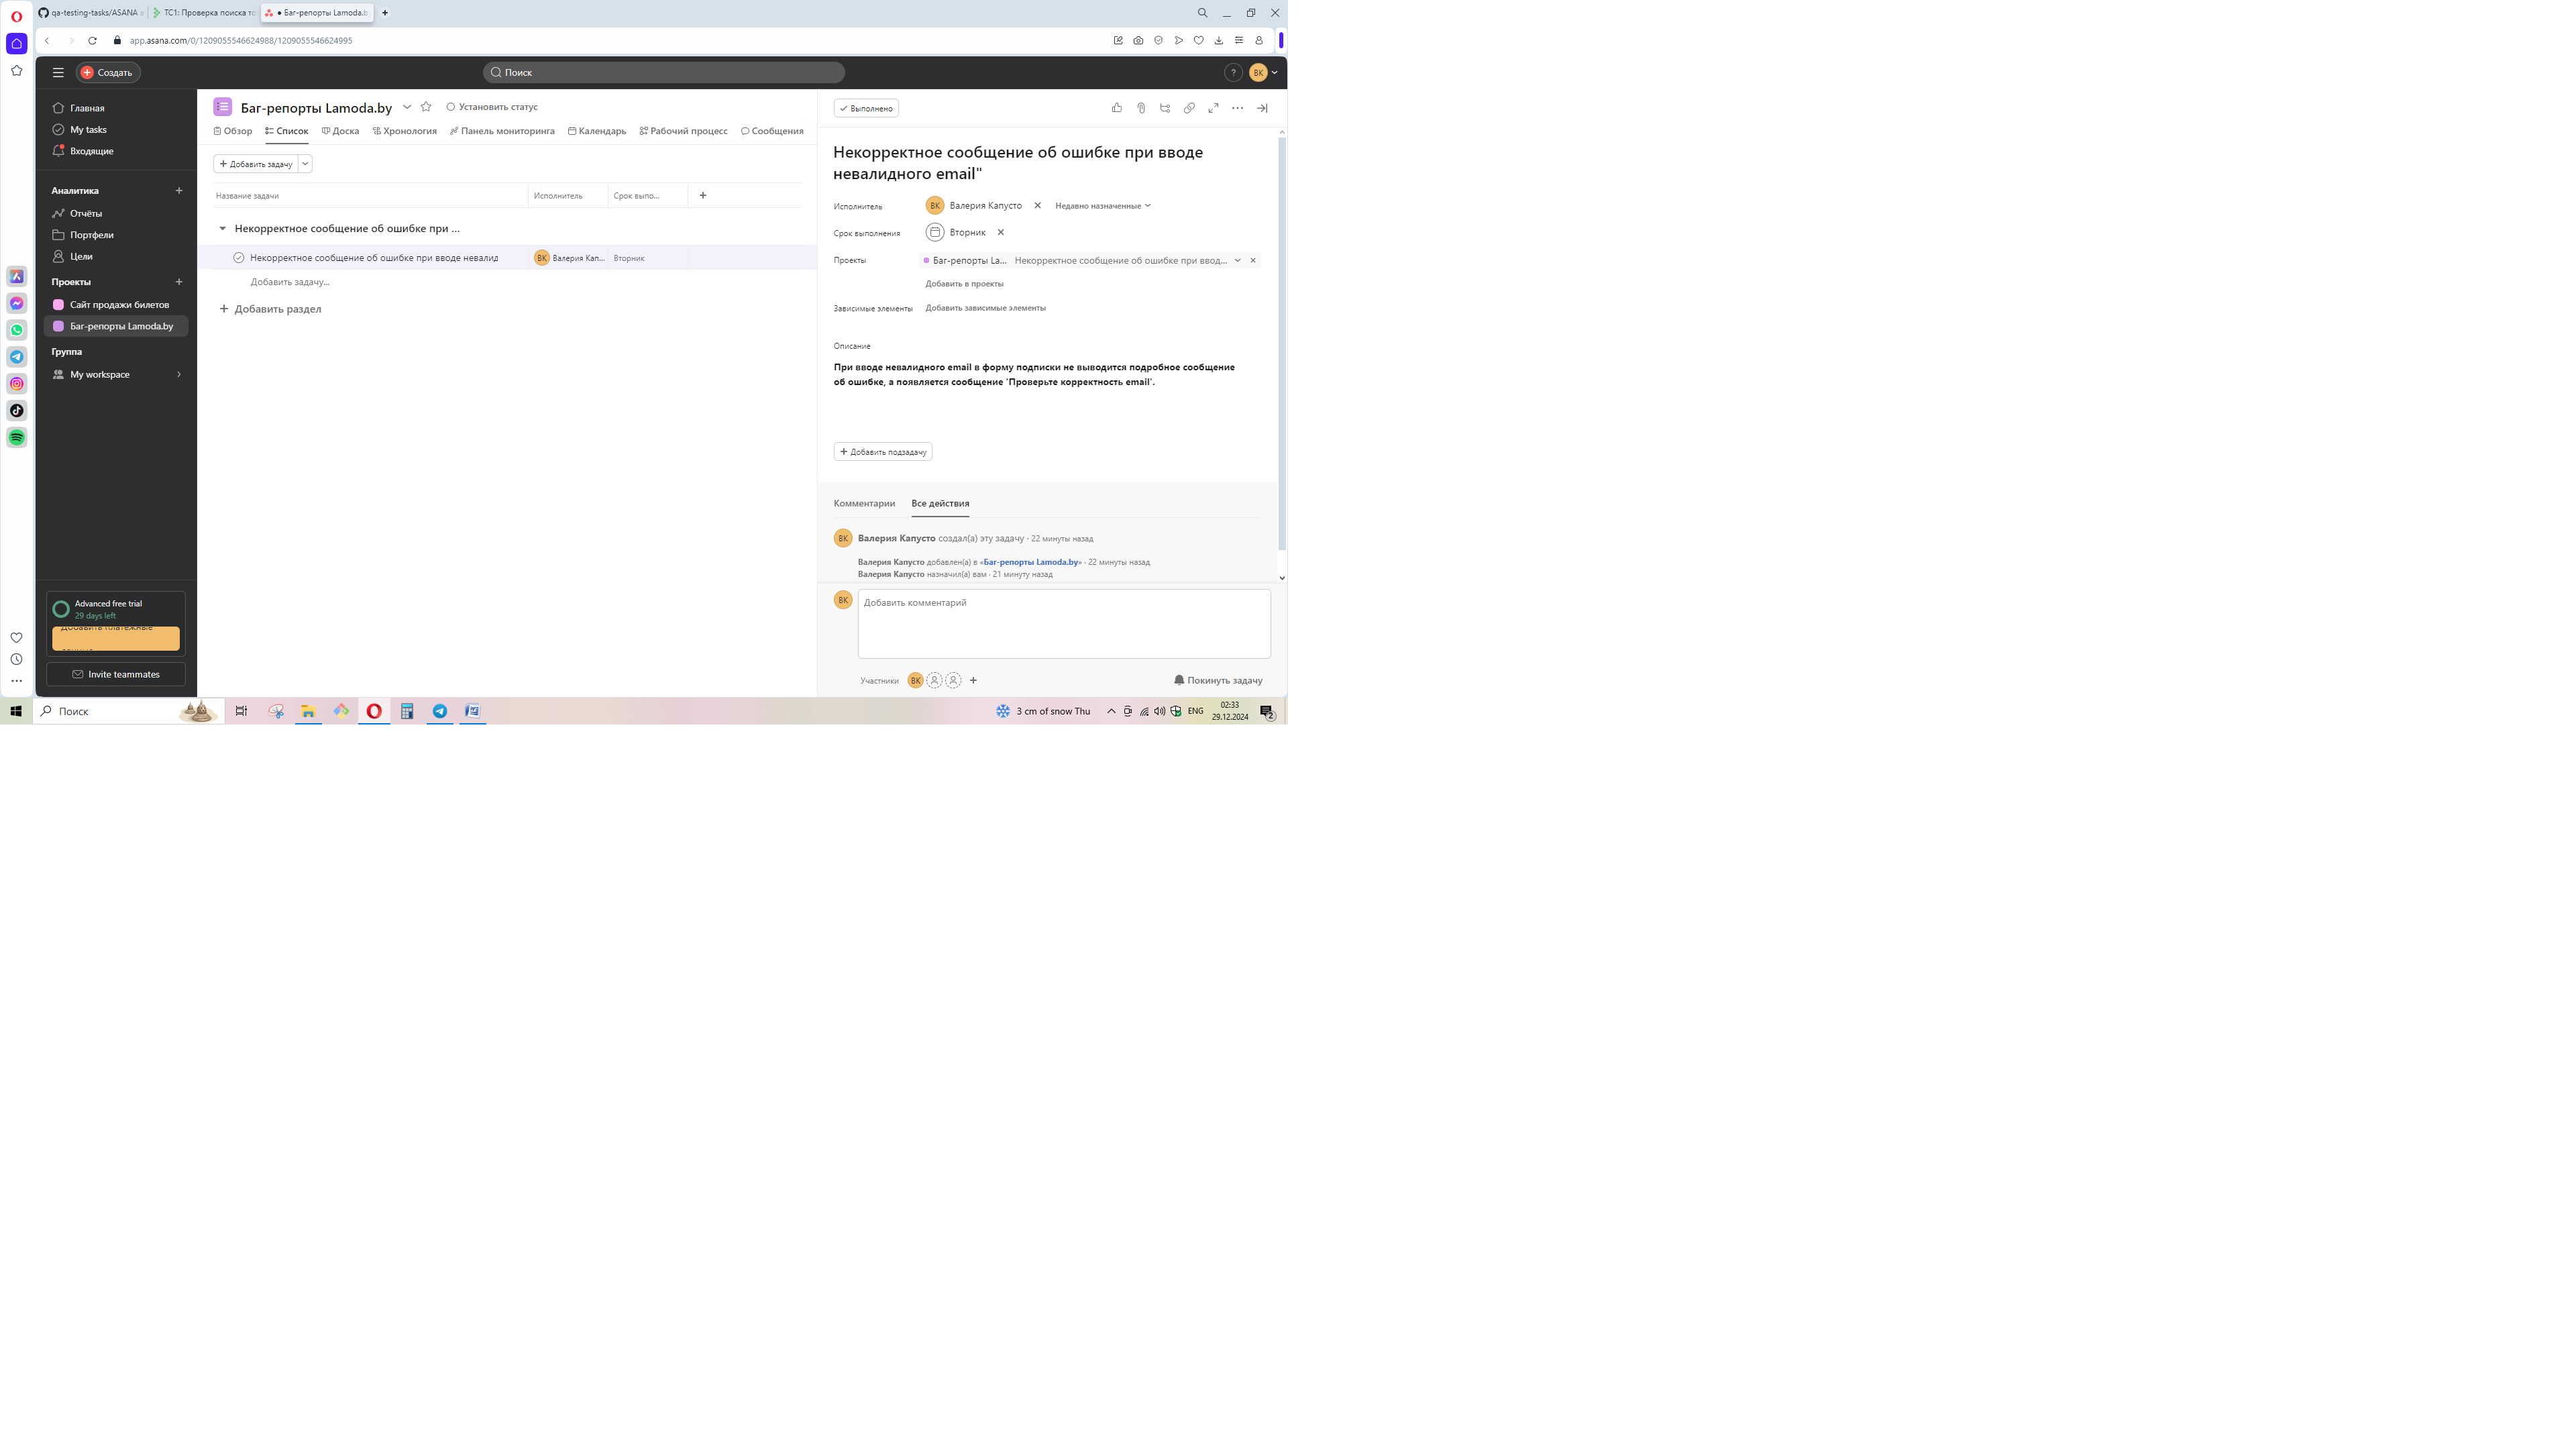 qa-testing-tasks/ASANA a
TC1: Проверка поиска то
● Баг-репорты Lamoda.b
app.asana.com/0/1209055546624988/1209055546624995
Создать
Поиск
?
ВК
Главная
My tasks
Входящие
Аналитика
Отчёты
Портфели
Цели
Проекты
Сайт продажи билетов
Баг-репорты Lamoda.by
Группа
My workspace
Advanced free trial
29 days left
Добавить платежные
Invite teammates
Баг-репорты Lamoda.by
Установить статус
Обзор
Список
Доска
Хронология
Панель мониторинга
Календарь
Рабочий процесс
Сообщения
Добавить задачу
Название задачи
Исполнитель
Срок выпо...
Некорректное сообщение об ошибке при ...
Некорректное сообщение об ошибке при вводе невалид
ВК
Валерия Кап...
Вторник
Добавить задачу...
Добавить раздел
Выполнено
Некорректное сообщение об ошибке при вводе
невалидного email"
Исполнитель
ВК
Валерия Капусто
Недавно назначенные
Срок выполнения
Вторник
Проекты
Баг-репорты La...
Некорректное сообщение об ошибке при ввод...
Добавить в проекты
Зависимые элементы
Добавить зависимые элементы
Описание
При вводе невалидного email в форму подписки не выводится подробное сообщение
об ошибке, а появляется сообщение 'Проверьте корректность email'.
Добавить подзадачу
Комментарии
Все действия
ВК
Валерия Капусто создал(а) эту задачу · 22 минуты назад
Валерия Капусто добавлен(а) в «Баг-репорты Lamoda.by» · 22 минуты назад
Валерия Капусто назначил(а) вам · 21 минуту назад
ВК
Добавить комментарий
Участники
ВК
Покинуть задачу
Поиск
3 cm of snow Thu
ENG
02:33
29.12.2024
2